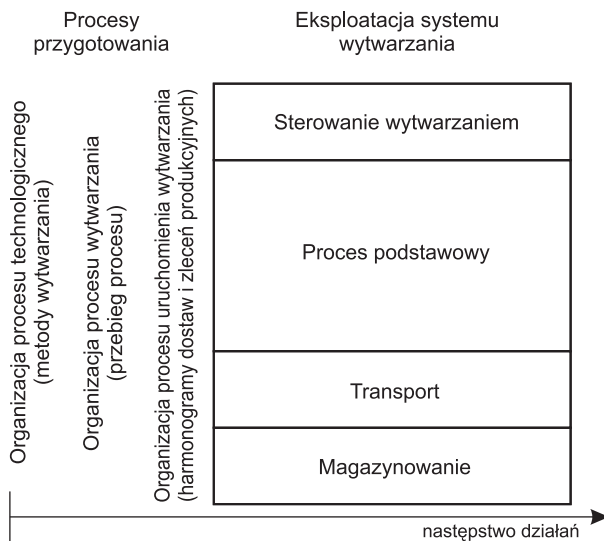 Procesy
przygotowania
Eksploatacja systemu
wytwarzania
Organizacja procesu technologicznego
(metody wytwarzania)
Organizacja procesu wytwarzania
(przebieg procesu)
Organizacja procesu uruchomienia wytwarzania
(harmonogramy dostaw i zleceń produkcyjnych)
Sterowanie wytwarzaniem
Proces podstawowy
Transport
Magazynowanie
następstwo działań